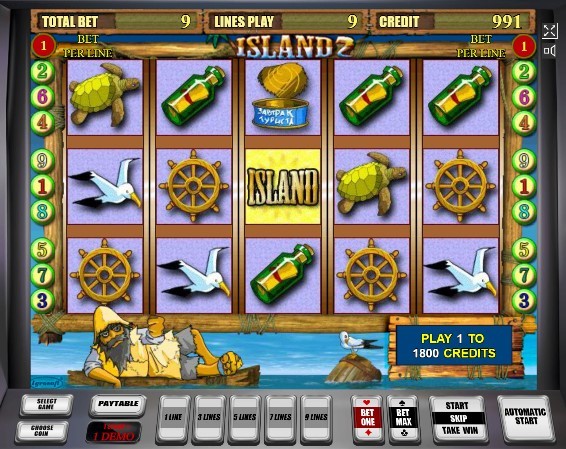 TOTAL BET 9 LINES PLAY 9 CREDIT 991
1 BET PER LINE ISLAND 2 BET PER LINE 1
2 2
6 6
4 ЗАВТРАК ТУРИСТА 4
9 9
1 ISLAND 1
8 8
5 5
7 7
3 3
PLAY 1 TO
1800 CREDITS
SELECT GAME
PAYTABLE
CHOOSE COIN
1 DEMO
1 LINE
3 LINES
5 LINES
7 LINES
9 LINES
BET ONE
BET MAX
START
SKIP
TAKE WIN
AUTOMATIC START